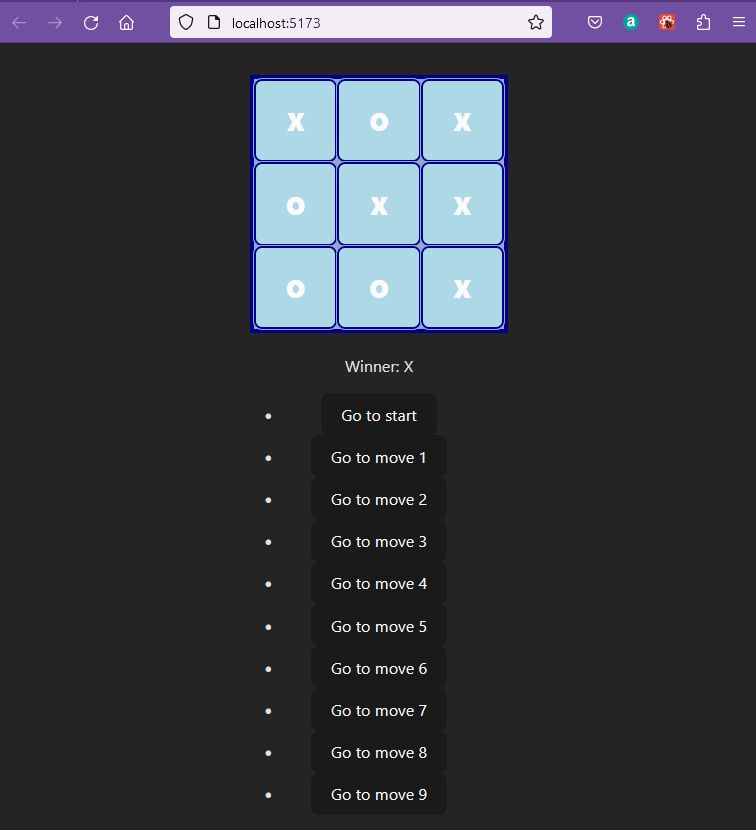 localhost:5173
X O X
O X X
O O X
Winner: X
• Go to start
• Go to move 1
• Go to move 2
• Go to move 3
• Go to move 4
• Go to move 5
• Go to move 6
• Go to move 7
• Go to move 8
• Go to move 9